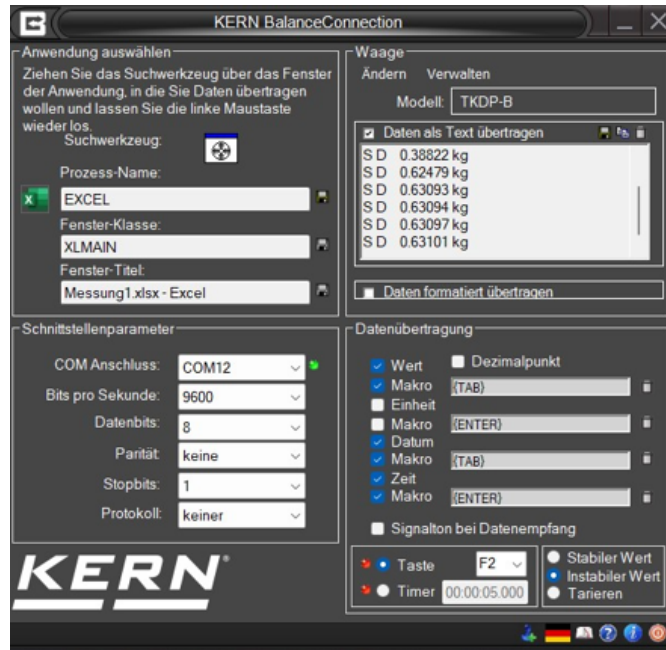 KERN BalanceConnection
Anwendung auswählen
Ziehen Sie das Suchwerkzeug über das Fenster
der Anwendung, in die Sie Daten übertragen
wollen und lassen Sie die linke Maustaste
wieder los.
Suchwerkzeug:
Prozess-Name:
EXCEL
Fenster-Klasse:
XLMAIN
Fenster-Titel:
Messung1.xlsx - Excel
Waage
Ändern Verwalten
Modell: TKDP-B
Daten als Text übertragen
S D 0.38822 kg
S D 0.62479 kg
S D 0.63093 kg
S D 0.63094 kg
S D 0.63097 kg
S D 0.63101 kg
Daten formatiert übertragen
Schnittstellenparameter
COM Anschluss: COM12
Bits pro Sekunde: 9600
Datenbits: 8
Parität: keine
Stopbits: 1
Protokoll: keiner
KERN
Datenübertragung
Wert Dezimalpunkt
Makro {TAB}
Einheit
Makro {ENTER}
Datum
Makro {TAB}
Zeit
Makro {ENTER}
Signalton bei Datenempfang
Taste F2
Timer 00:00:05.000
Stabiler Wert
Instabiler Wert
Tarieren